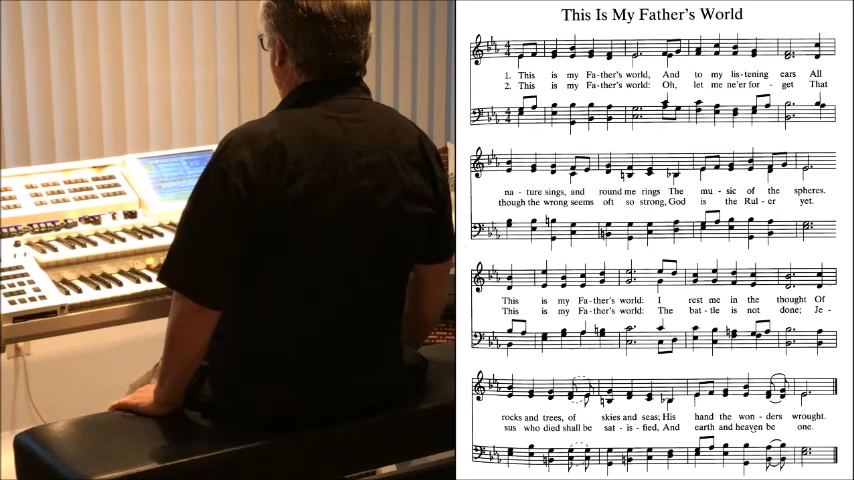 This Is My Father's World
1. This is my Fa-ther's world, And to my lis-tening ears All
2. This is my Fa-ther's world: Oh, let me ne'er for - get That
na - ture sings, and round me rings The mu - sic of the spheres.
though the wrong seems oft so strong, God is the Rul - er yet.
This is my Fa-ther's world: I rest me in the thought Of
This is my Fa-ther's world: The bat - tle is not done; Je -
rocks and trees, of skies and seas; His hand the won - ders wrought.
sus who died shall be sat - is - fied, And earth and heaven be one.